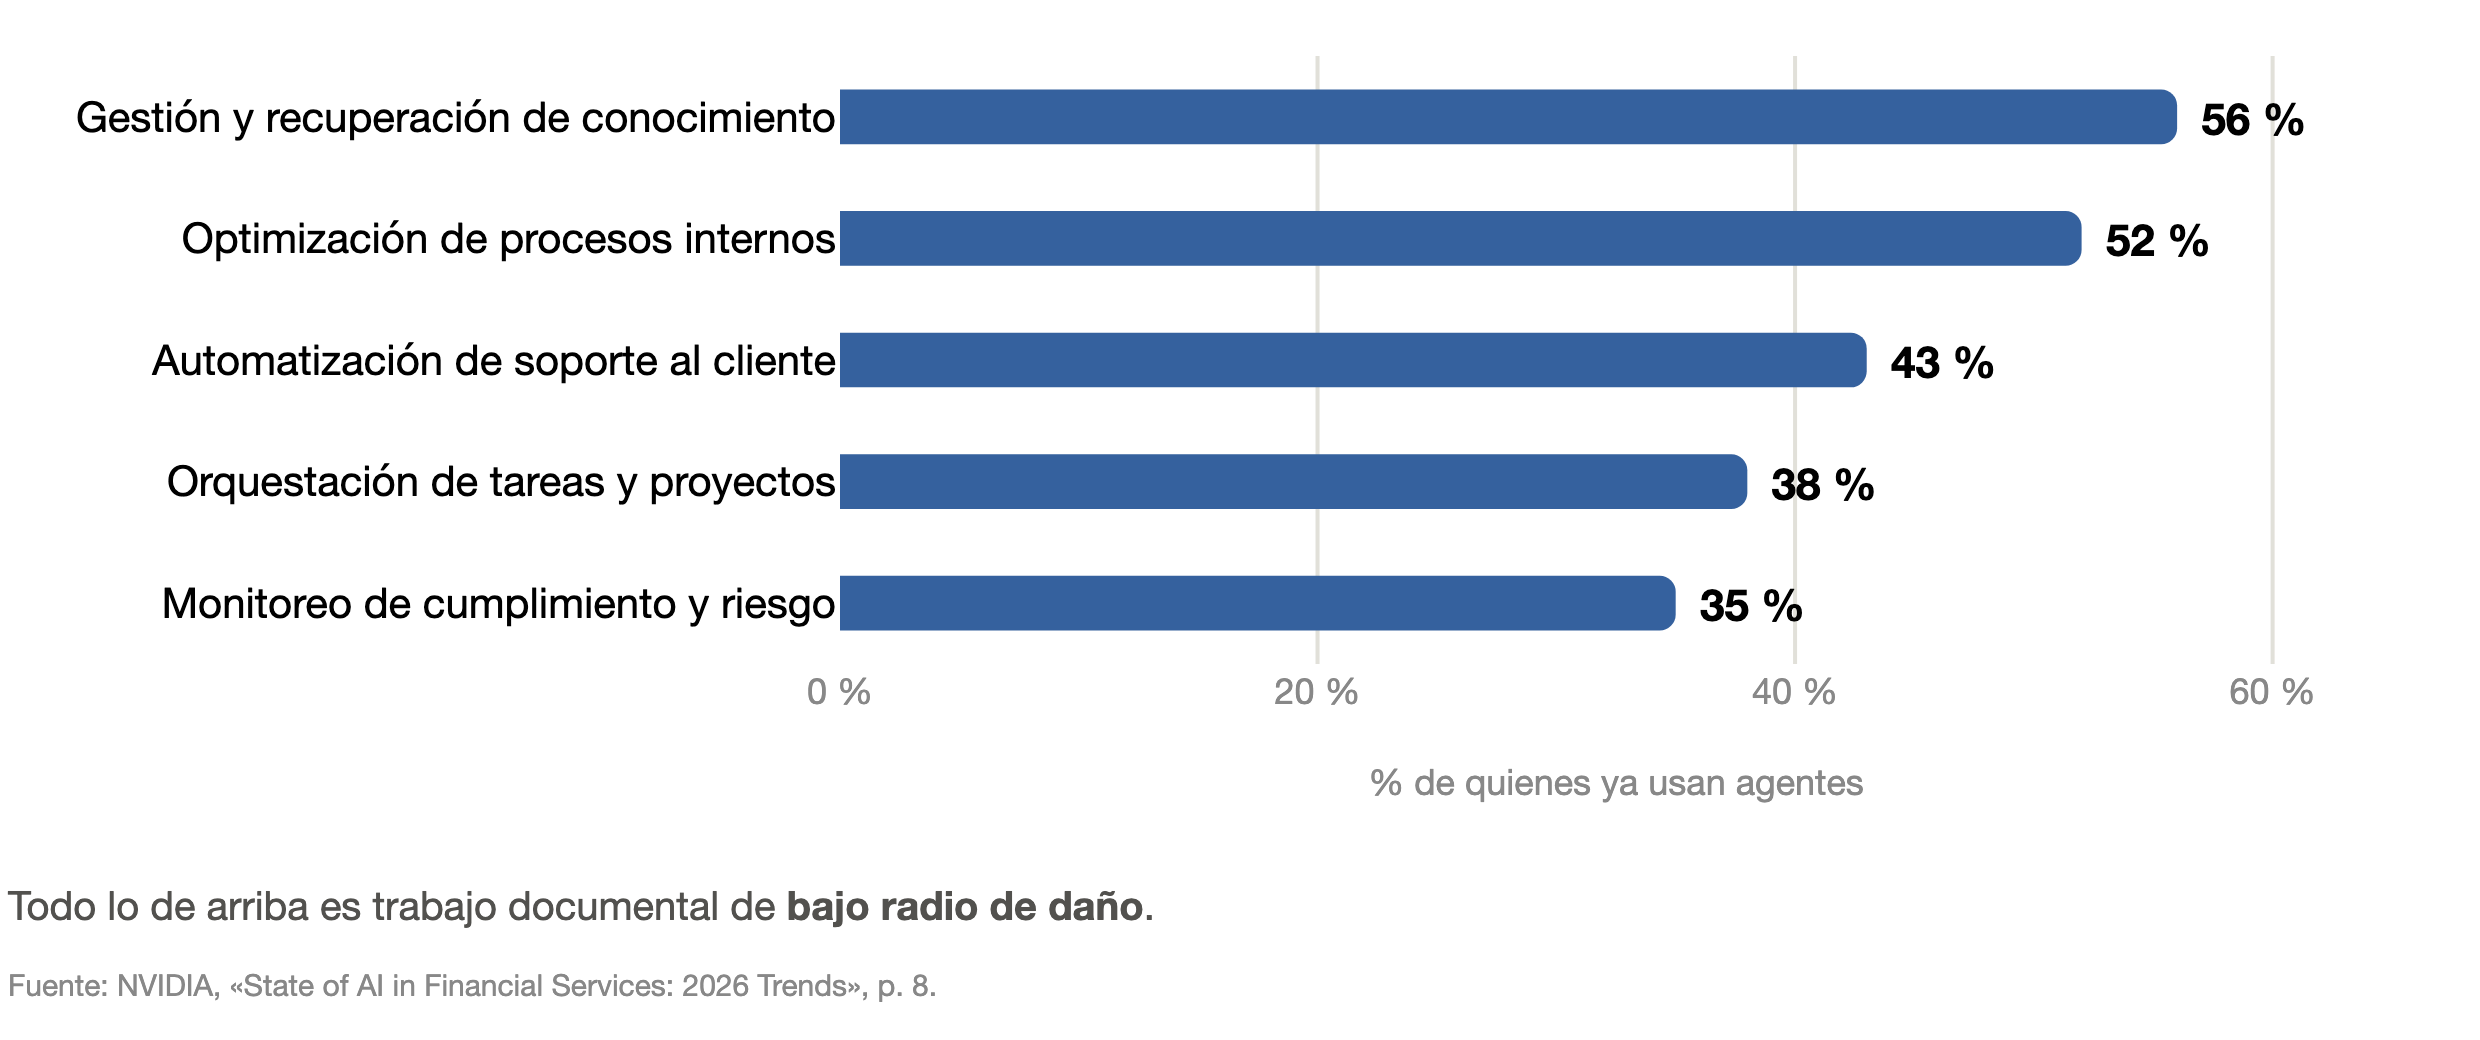 Gestión y recuperación de conocimiento 56 %
Optimización de procesos internos 52 %
Automatización de soporte al cliente 43 %
Orquestación de tareas y proyectos 38 %
Monitoreo de cumplimiento y riesgo 35 %
0 % 20 % 40 % 60 %
% de quienes ya usan agentes
Todo lo de arriba es trabajo documental de bajo radio de daño.
Fuente: NVIDIA, «State of AI in Financial Services: 2026 Trends», p. 8.